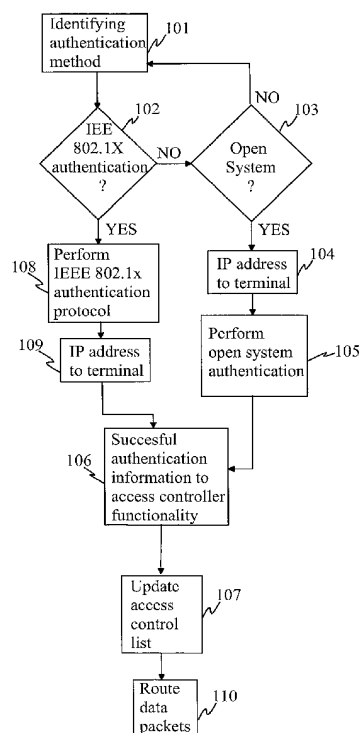 Identifying
authentication
method
101
102
IEE
802.1X
authentication
?
NO
NO
103
Open
System
?
YES
YES
108
Perform
IEEE 802.1x
authentication
protocol
IP address
to terminal
104
109
IP address
to terminal
Perform
open system
authentication
105
106
Succesful
authentication
information to
access controller
functionality
Update
access
control
list
107
Route
data
packets
110